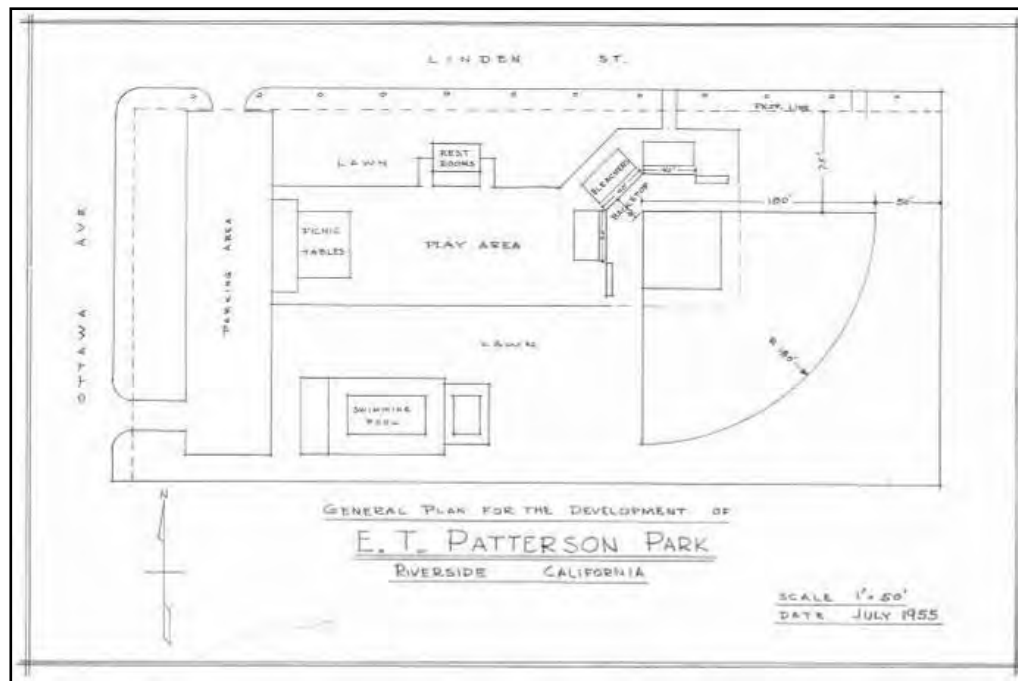 LINDEN ST.
PROP. LINE
REST
ROOMS
LAWN
BLEACHERS
40'
40'
BACKSTOP
75'
180'
50'
OTTAWA AVE
PARKING AREA
PICNIC
TABLES
PLAY AREA
LAWN
R 180'
SWIMMING
POOL
N
GENERAL PLAN FOR THE DEVELOPMENT OF
E. T. PATTERSON PARK
RIVERSIDE CALIFORNIA
SCALE 1"=50'
DATE JULY 1955